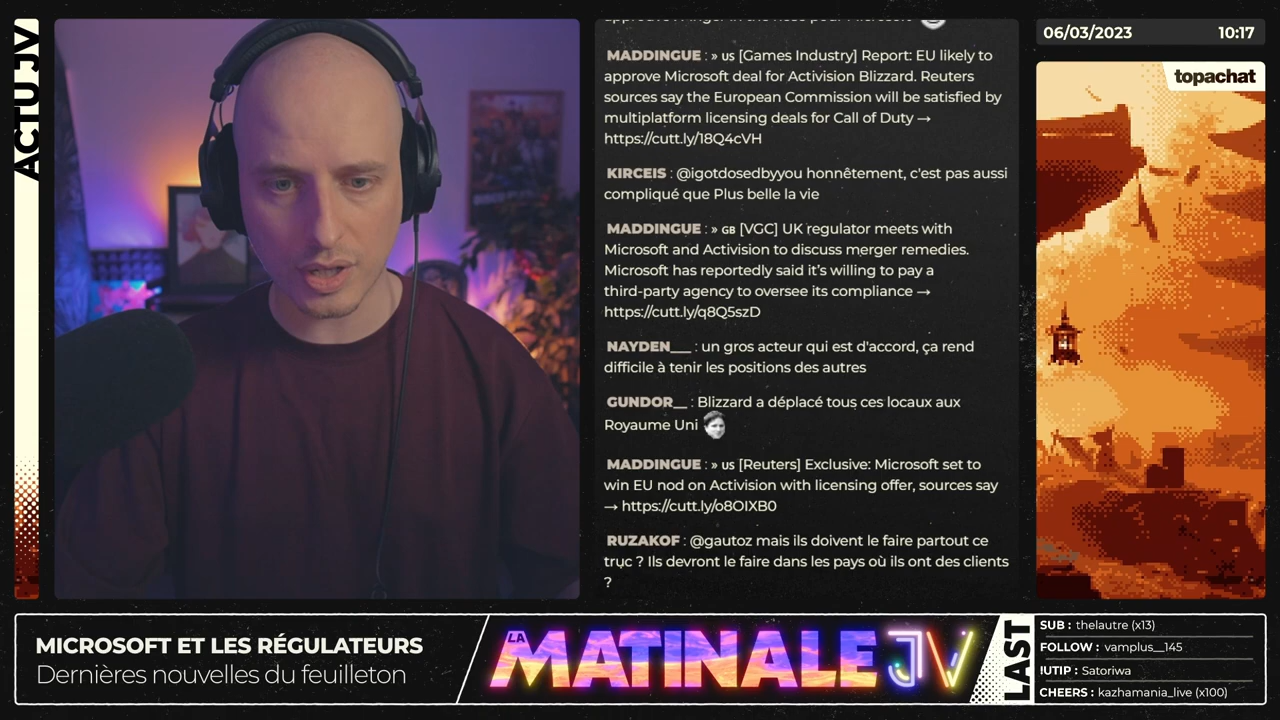 ACTU JV
MADDINGUE : » US [Games Industry] Report: EU likely to
approve Microsoft deal for Activision Blizzard. Reuters
sources say the European Commission will be satisfied by
multiplatform licensing deals for Call of Duty →
https://cutt.ly/18Q4cVH
KIRCEIS : @igotdosedbyyou honnêtement, c'est pas aussi
compliqué que Plus belle la vie
MADDINGUE : » GB [VGC] UK regulator meets with
Microsoft and Activision to discuss merger remedies.
Microsoft has reportedly said it's willing to pay a
third-party agency to oversee its compliance →
https://cutt.ly/q8Q5szD
NAYDEN___ : un gros acteur qui est d'accord, ça rend
difficile à tenir les positions des autres
GUNDOR__ : Blizzard a déplacé tous ces locaux aux
Royaume Uni
MADDINGUE : » US [Reuters] Exclusive: Microsoft set to
win EU nod on Activision with licensing offer, sources say
→ https://cutt.ly/o8OIXB0
RUZAKOF : @gautoz mais ils doivent le faire partout ce
truc ? Ils devront le faire dans les pays où ils ont des clients
?
06/03/2023 10:17
topachat
MICROSOFT ET LES RÉGULATEURS
Dernières nouvelles du feuilleton
LA MATINALE JV
LAST
SUB : thelautre (x13)
FOLLOW : vamplus__145
IUTIP : Satoriwa
CHEERS : kazhamania_live (x100)